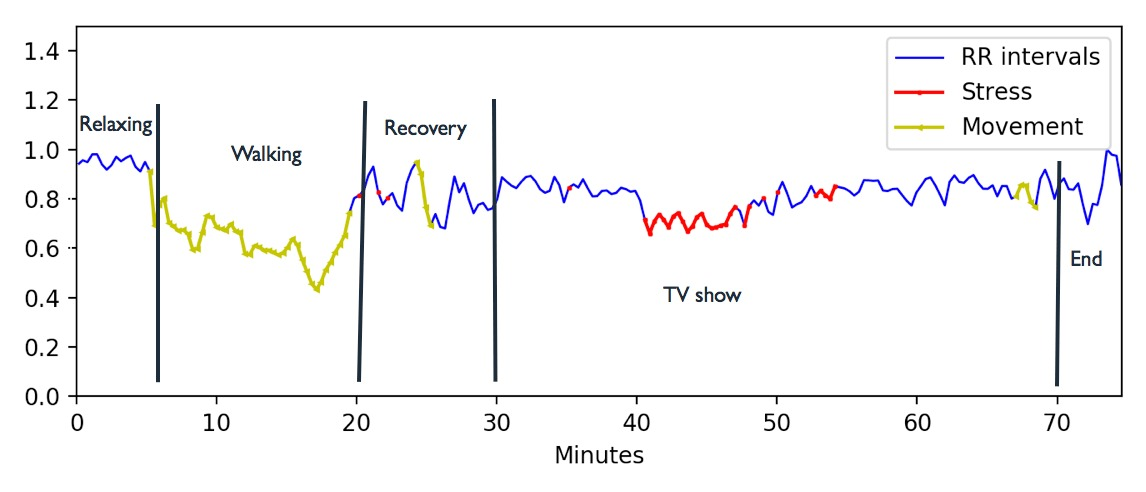 1.4
1.2
1.0
0.8
0.6
0.4
0.2
0.0
RR intervals
Stress
Movement
Relaxing
Walking
Recovery
TV show
End
0 10 20 30 40 50 60 70
Minutes